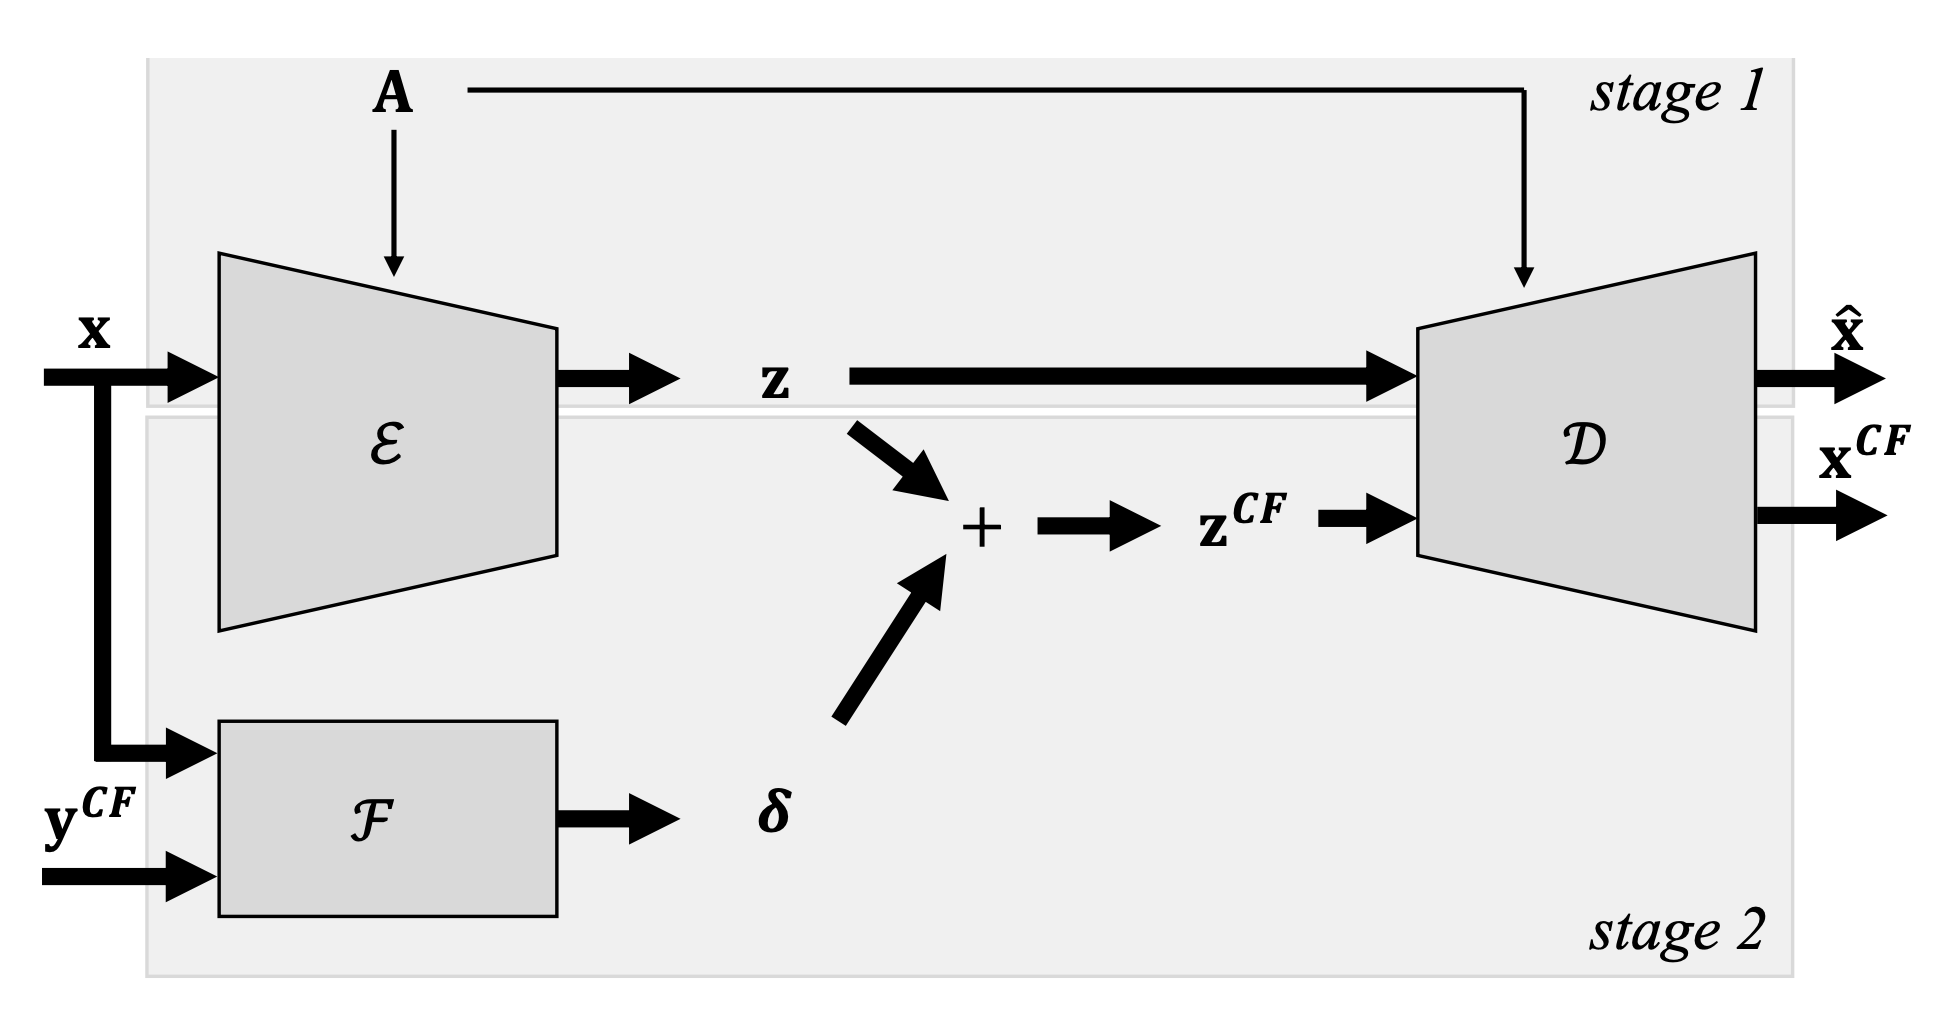 A
stage 1
x
x̂
z
ℰ
𝒟
x^CF
+
z^CF
y^CF
ℱ
δ
stage 2